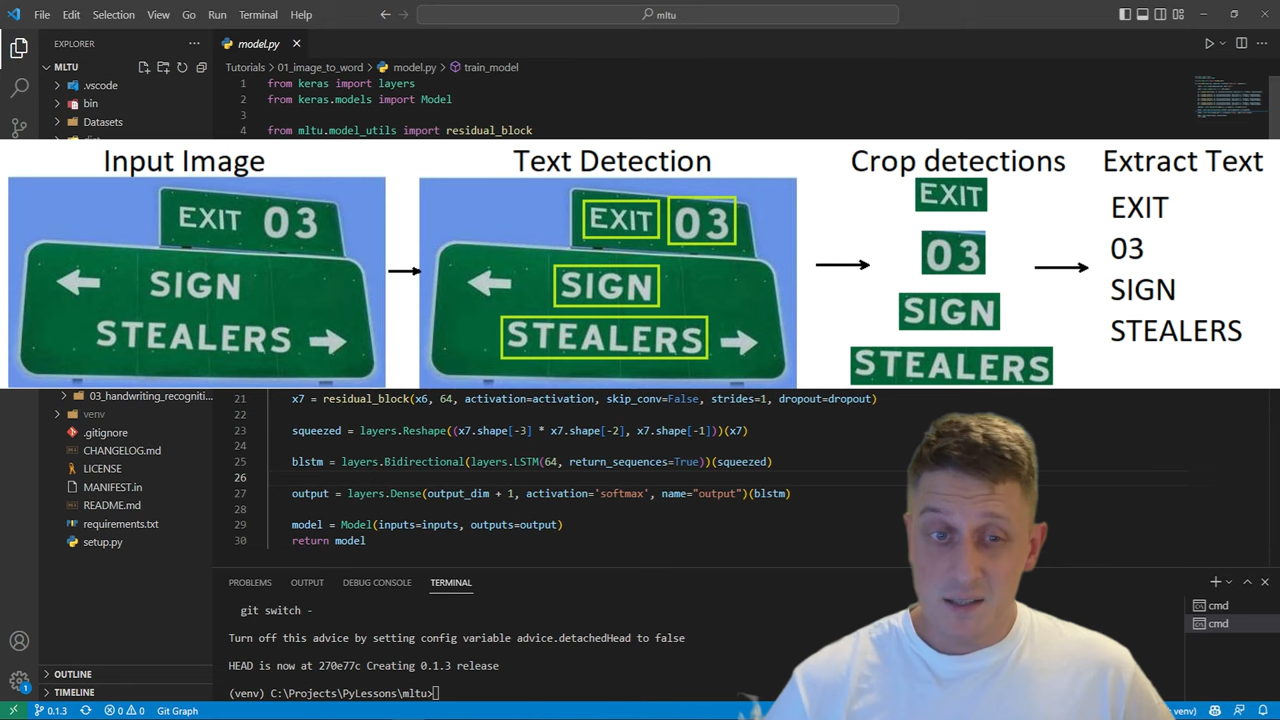 File Edit Selection View Go Run Terminal Help
mltu
EXPLORER
model.py
MLTU
Tutorials > 01_image_to_word > model.py > train_model
.vscode
bin
Datasets
1 from keras import layers
2 from keras.models import Model
3
4 from mltu.model_utils import residual_block
Input Image
Text Detection
Crop detections
Extract Text
EXIT 03
SIGN
STEALERS
EXIT 03
SIGN
STEALERS
EXIT
03
SIGN
STEALERS
EXIT
03
SIGN
STEALERS
03_handwriting_recogniti...
venv
.gitignore
CHANGELOG.md
LICENSE
MANIFEST.in
README.md
requirements.txt
setup.py
21 x7 = residual_block(x6, 64, activation=activation, skip_conv=False, strides=1, dropout=dropout)
22
23 squeezed = layers.Reshape((x7.shape[-3] * x7.shape[-2], x7.shape[-1]))(x7)
24
25 blstm = layers.Bidirectional(layers.LSTM(64, return_sequences=True))(squeezed)
26
27 output = layers.Dense(output_dim + 1, activation='softmax', name="output")(blstm)
28
29 model = Model(inputs=inputs, outputs=output)
30 return model
PROBLEMS OUTPUT DEBUG CONSOLE TERMINAL
git switch -
Turn off this advice by setting config variable advice.detachedHead to false
HEAD is now at 270e77c Creating 0.1.3 release
(venv) C:\Projects\PyLessons\mltu>
cmd
cmd
OUTLINE
TIMELINE
1
0.1.3 0 0 Git Graph
venv)